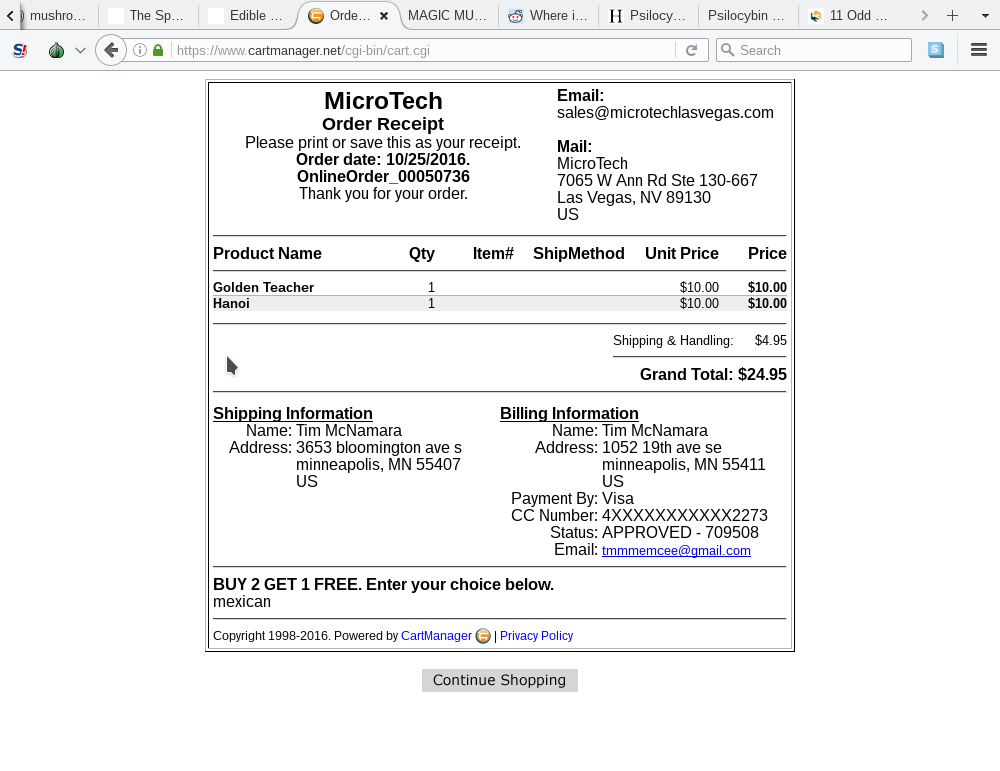 mushro...
The Sp...
Edible ...
Orde...
MAGIC MU...
Where i...
H Psilocy...
Psilocybin ...
11 Odd ...
S!
https://www.cartmanager.net/cgi-bin/cart.cgi
Search
S
MicroTech
Order Receipt
Please print or save this as your receipt.
Order date: 10/25/2016.
OnlineOrder_00050736
Thank you for your order.
Email:
sales@microtechlasvegas.com
Mail:
MicroTech
7065 W Ann Rd Ste 130-667
Las Vegas, NV 89130
US
Product Name Qty Item# ShipMethod Unit Price Price
Golden Teacher 1 $10.00 $10.00
Hanoi 1 $10.00 $10.00
Shipping & Handling: $4.95
Grand Total: $24.95
Shipping Information
Name: Tim McNamara
Address: 3653 bloomington ave s
minneapolis, MN 55407
US
Billing Information
Name: Tim McNamara
Address: 1052 19th ave se
minneapolis, MN 55411
US
Payment By: Visa
CC Number: 4XXXXXXXXXXX2273
Status: APPROVED - 709508
Email: tmmmemcee@gmail.com
BUY 2 GET 1 FREE. Enter your choice below.
mexican
Copyright 1998-2016. Powered by CartManager | Privacy Policy
Continue Shopping